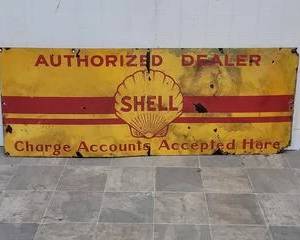 AUTHORIZED DEALER
SHELL
Charge Accounts Accepted Here